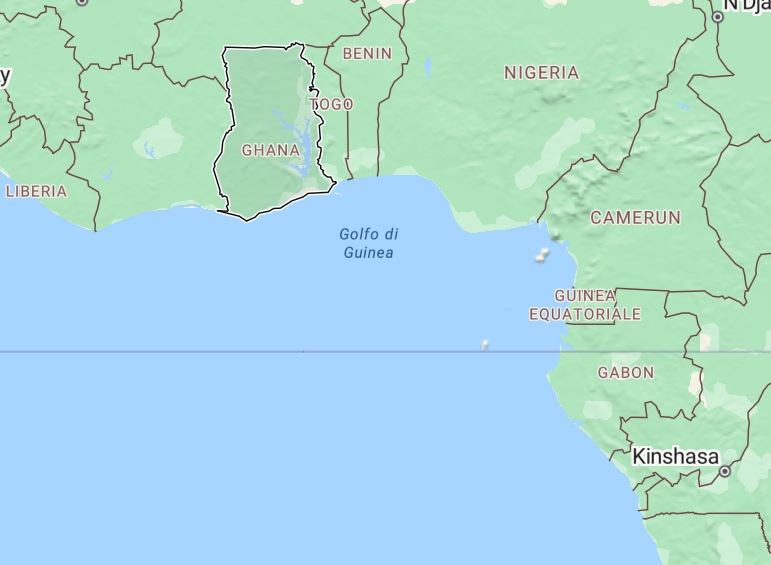 N'Dja
BENIN
NIGERIA
y
TOGO
GHANA
LIBERIA
CAMERUN
Golfo di
Guinea
GUINEA
EQUATORIALE
GABON
Kinshasa